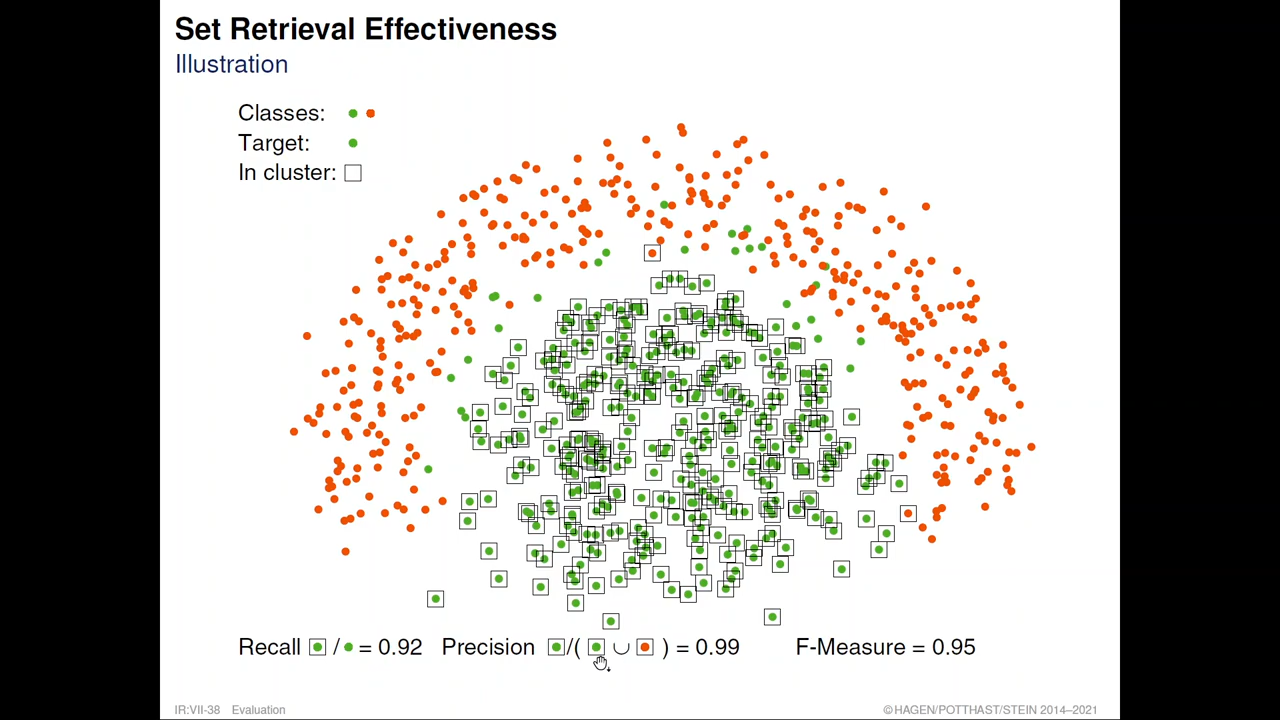 Set Retrieval Effectiveness
Illustration
Classes:
Target:
In cluster:
Recall / = 0.92 Precision /( ∪ ) = 0.99 F-Measure = 0.95
IR:VII-38 Evaluation ©HAGEN/POTTHAST/STEIN 2014–2021